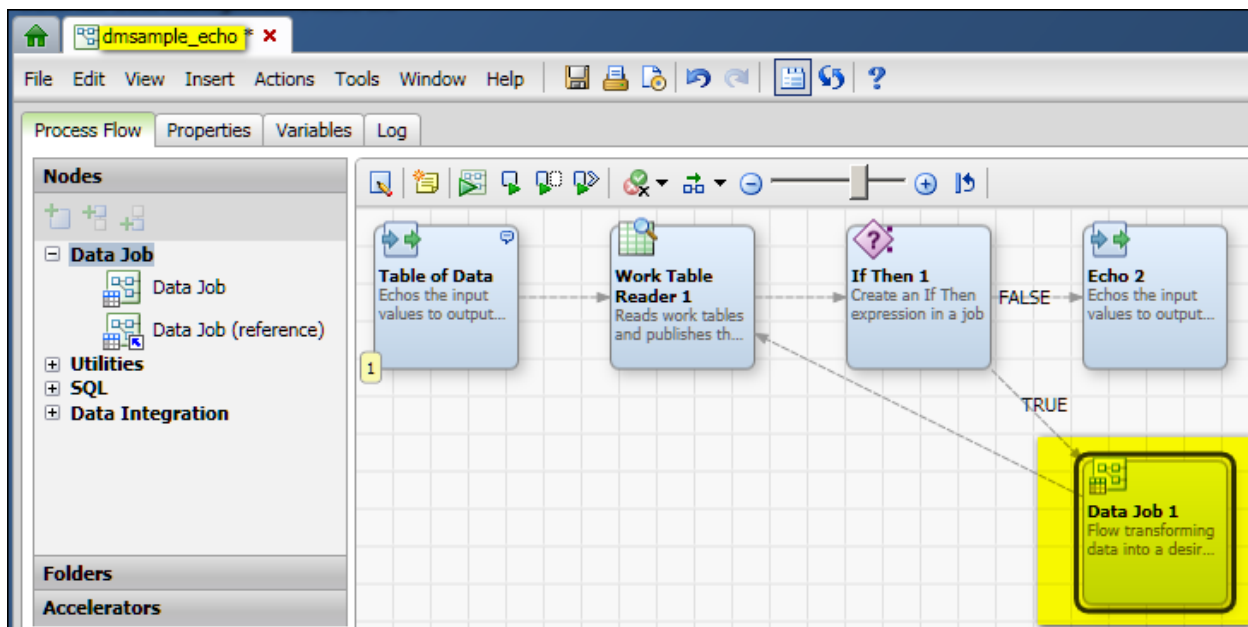 dmsample_echo *
File Edit View Insert Actions Tools Window Help
Process Flow Properties Variables Log
Nodes
Data Job
Data Job
Data Job (reference)
Utilities
SQL
Data Integration
Folders
Accelerators
Table of Data
Echos the input
values to output...
1
Work Table
Reader 1
Reads work tables
and publishes th...
If Then 1
Create an If Then
expression in a job
FALSE
Echo 2
Echos the input
values to output...
TRUE
Data Job 1
Flow transforming
data into a desir...